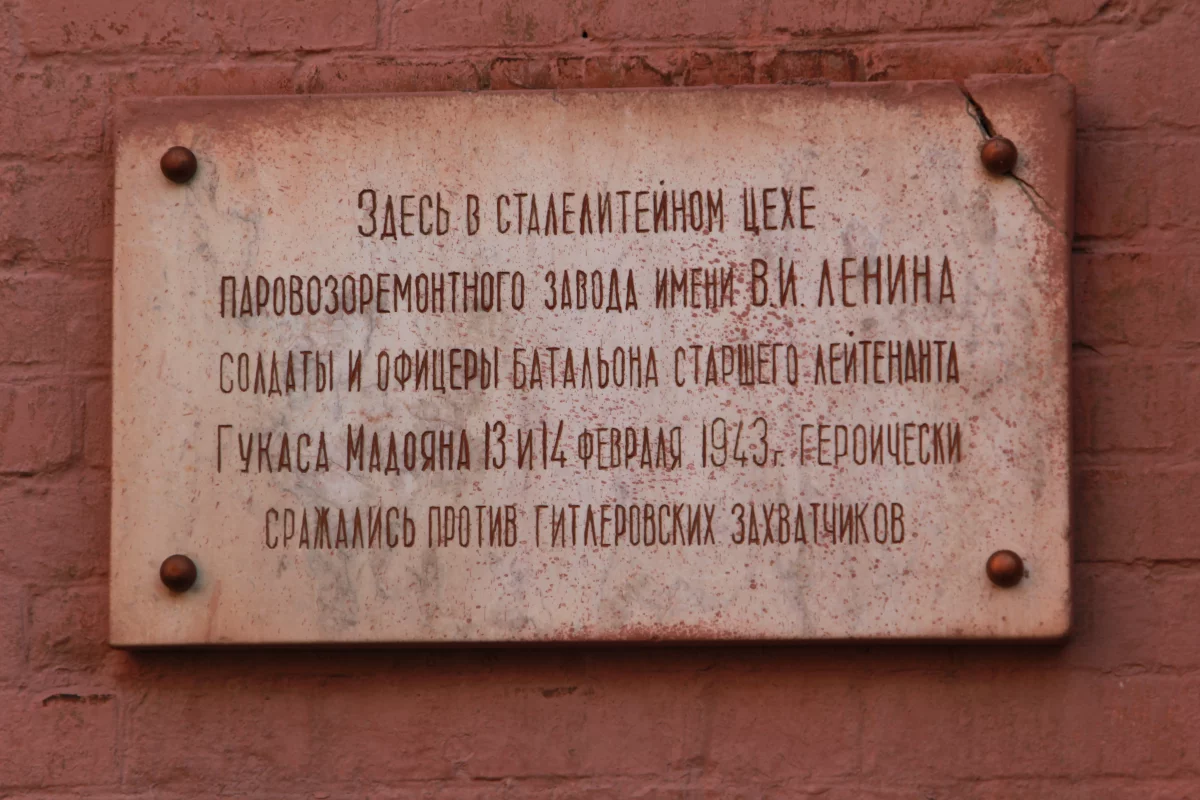 Здесь в сталелитейном цехе
паровозоремонтного завода имени В.И. Ленина
солдаты и офицеры батальона старшего лейтенанта
Гукаса Мадояна 13 и 14 февраля 1943г. героически
сражались против гитлеровских захватчиков